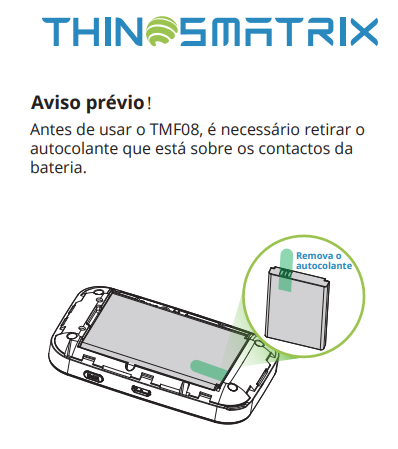 THINGSMATRIX
Aviso prévio!
Antes de usar o TMF08, é necessário retirar o
autocolante que está sobre os contactos da
bateria.
Remova o
autocolante